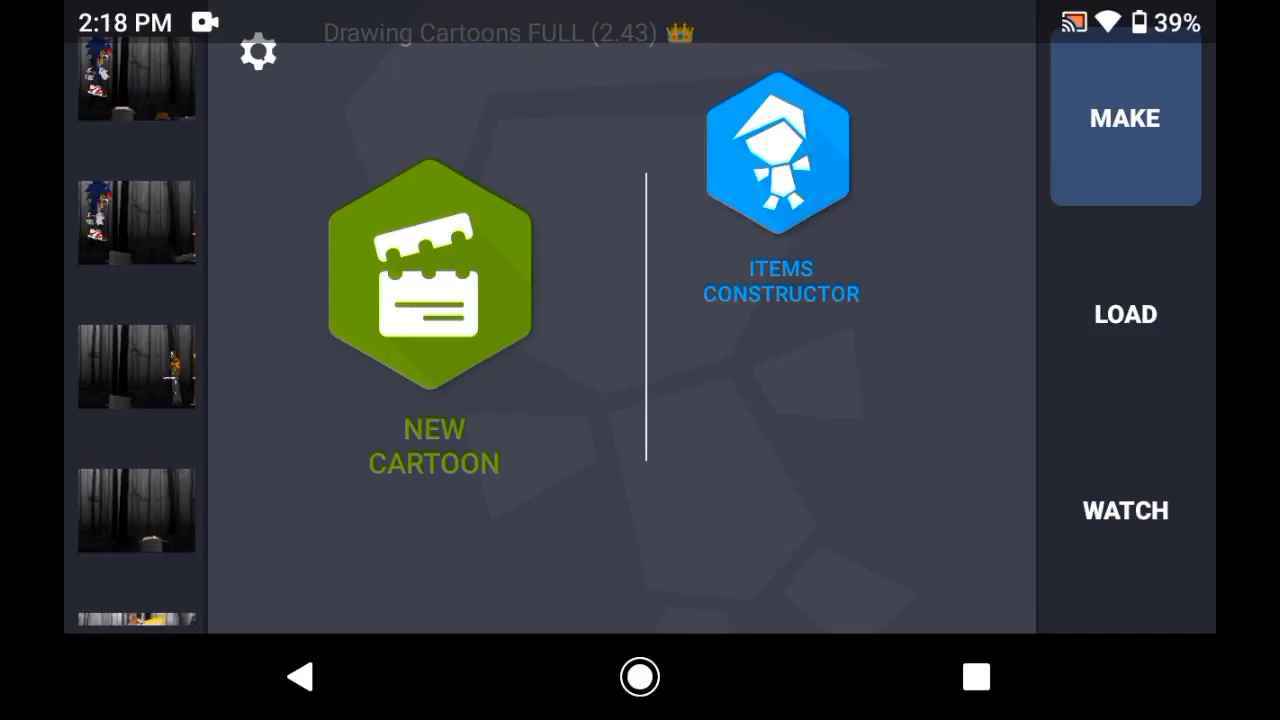 2:18 PM
39%
Drawing Cartoons FULL (2.43) 👑
MAKE
ITEMS
CONSTRUCTOR
LOAD
NEW
CARTOON
WATCH